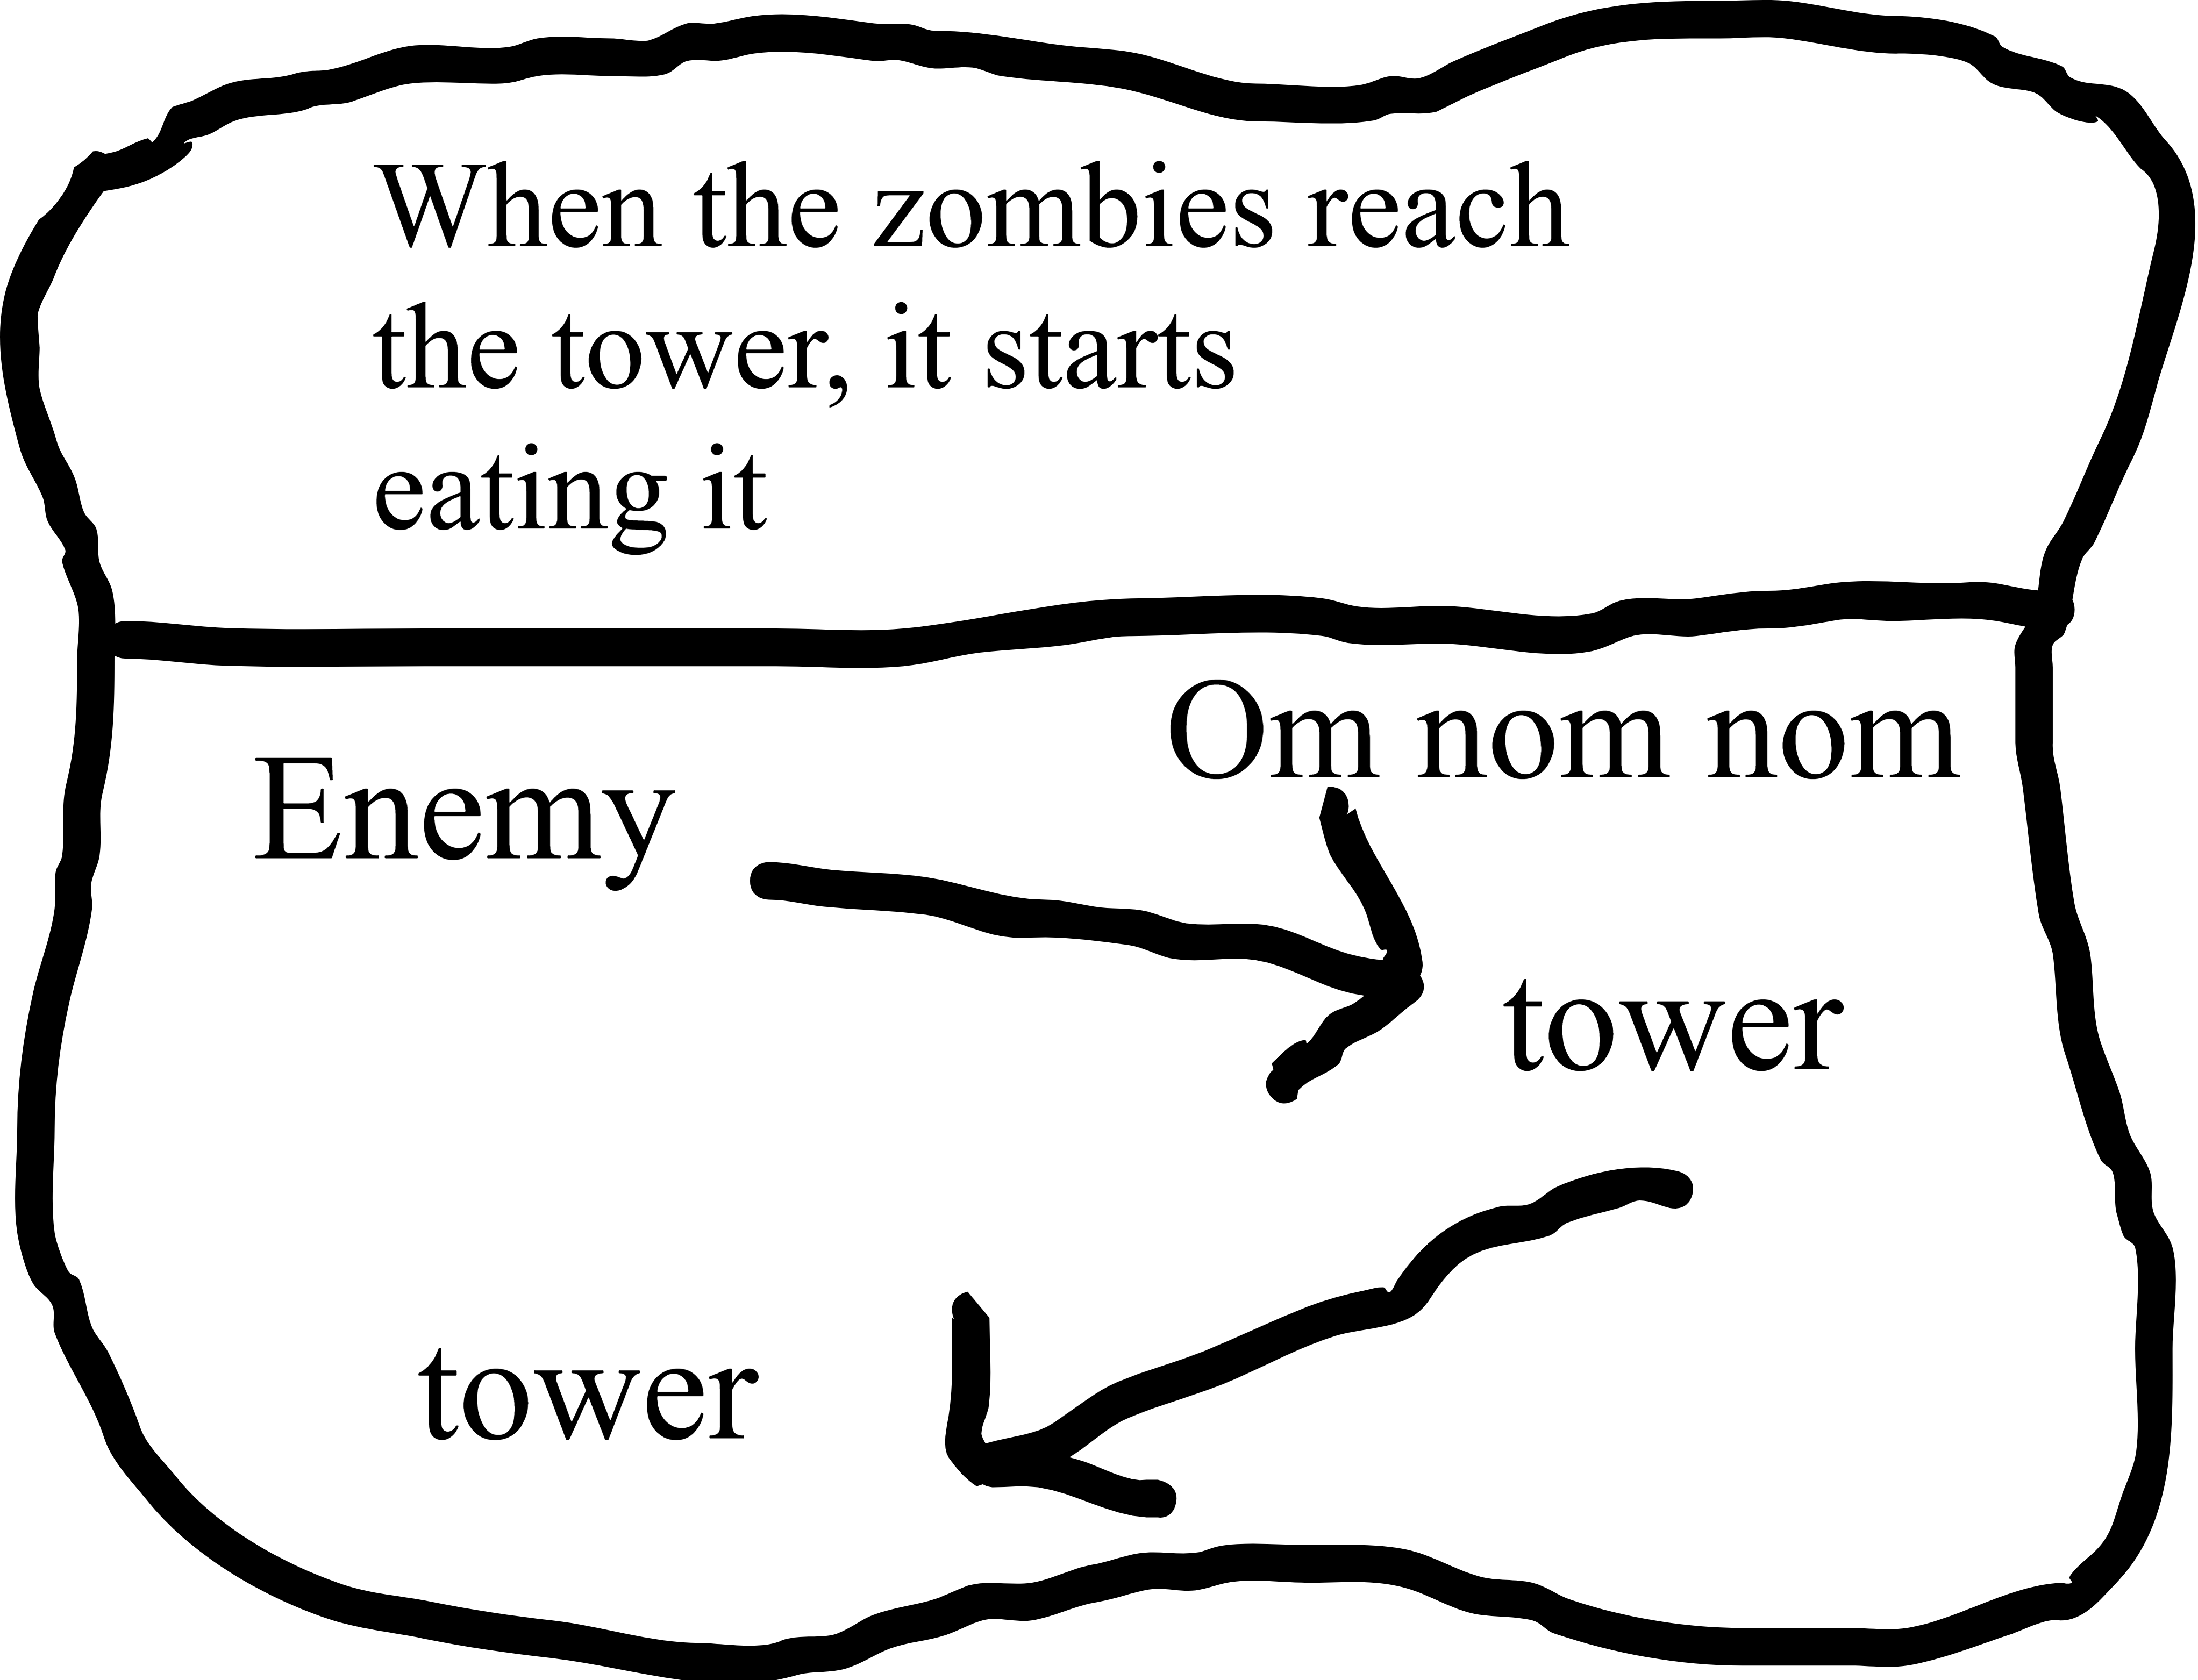 When the zombies reach
the tower, it starts
eating it
Om nom nom
Enemy
tower
tower